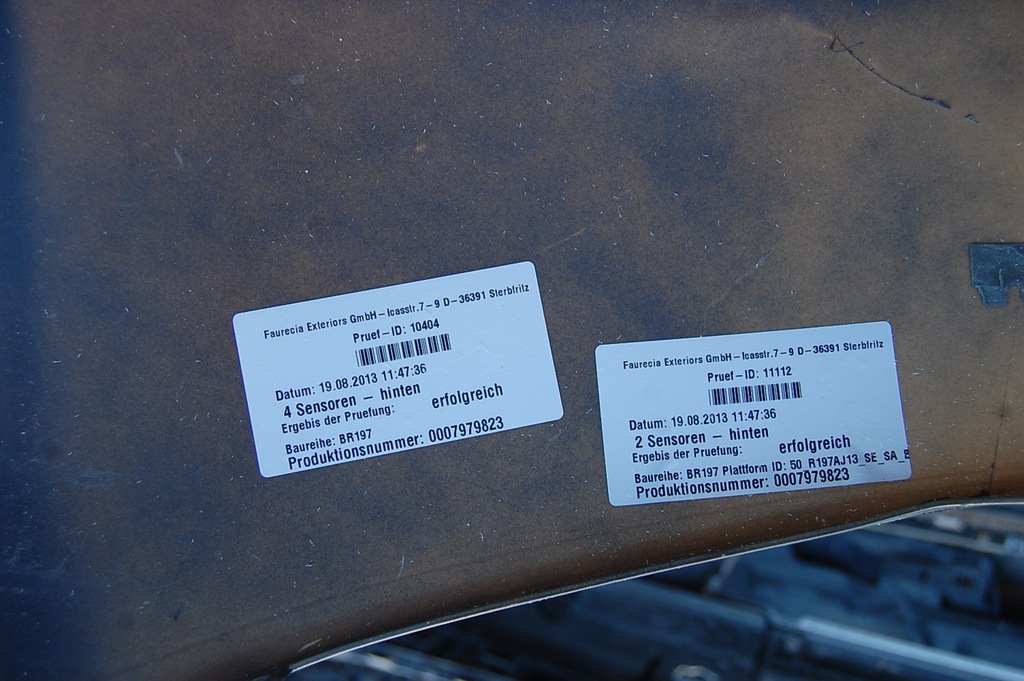 Faurecia Exteriors GmbH – Icasstr.7 – 9 D–36391 Sterbfritz
Pruef–ID: 10404
Datum: 19.08.2013 11:47:36
4 Sensoren – hinten
Ergebis der Pruefung: erfolgreich
Baureihe: BR197
Produktionsnummer: 0007979823
Faurecia Exteriors GmbH – Icasstr.7 – 9 D–36391 Sterbfritz
Pruef–ID: 11112
Datum: 19.08.2013 11:47:36
2 Sensoren – hinten
Ergebis der Pruefung: erfolgreich
Baureihe: BR197 Plattform ID: 50_R197AJ13_SE_SA_E
Produktionsnummer: 0007979823